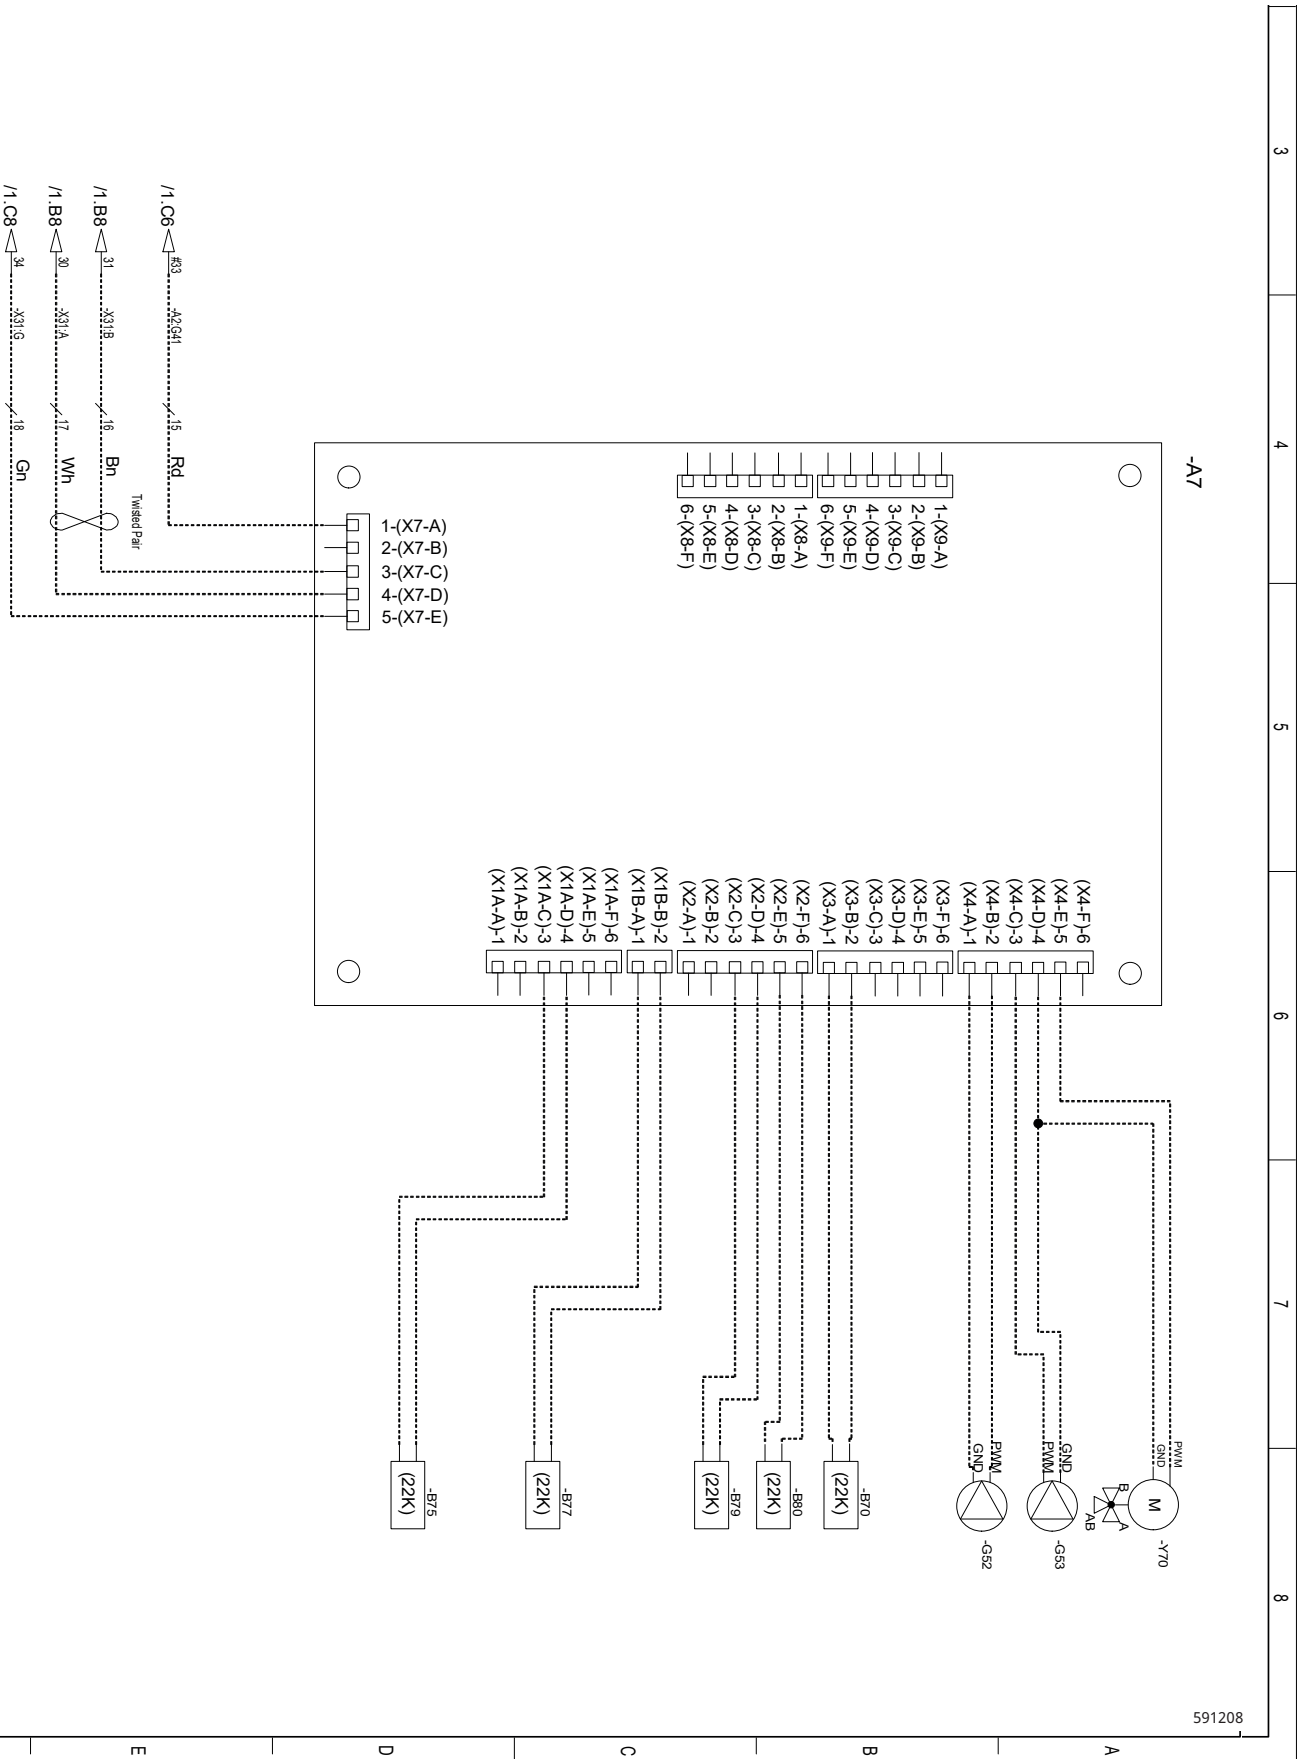 3
4
5
6
7
8
A
B
C
D
E
591208
-A7
1-(X9-A)
2-(X9-B)
3-(X9-C)
4-(X9-D)
5-(X9-E)
6-(X9-F)
1-(X8-A)
2-(X8-B)
3-(X8-C)
4-(X8-D)
5-(X8-E)
6-(X8-F)
1-(X7-A)
2-(X7-B)
3-(X7-C)
4-(X7-D)
5-(X7-E)
(X4-F)-6
(X4-E)-5
(X4-D)-4
(X4-C)-3
(X4-B)-2
(X4-A)-1
(X3-F)-6
(X3-E)-5
(X3-D)-4
(X3-C)-3
(X3-B)-2
(X3-A)-1
(X2-F)-6
(X2-E)-5
(X2-D)-4
(X2-C)-3
(X2-B)-2
(X2-A)-1
(X1B-B)-2
(X1B-A)-1
(X1A-F)-6
(X1A-E)-5
(X1A-D)-4
(X1A-C)-3
(X1A-B)-2
(X1A-A)-1
/1.C6 #33 -A2:G41 15 Rd
/1.B8 31 -X31:B 16 Bn
Twisted Pair
/1.B8 30 -X31:A 17 Wh
/1.C8 34 -X31:G 18 Gn
PWM
GND
M
-Y70
B
A
AB
GND
PWM
-G53
PWM
GND
-G52
-B70
(22K)
-B80
(22K)
-B79
(22K)
-B77
(22K)
-B75
(22K)